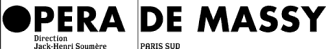 OPERA DE MASSY
Direction
Jack-Henri Soumère PARIS SUD